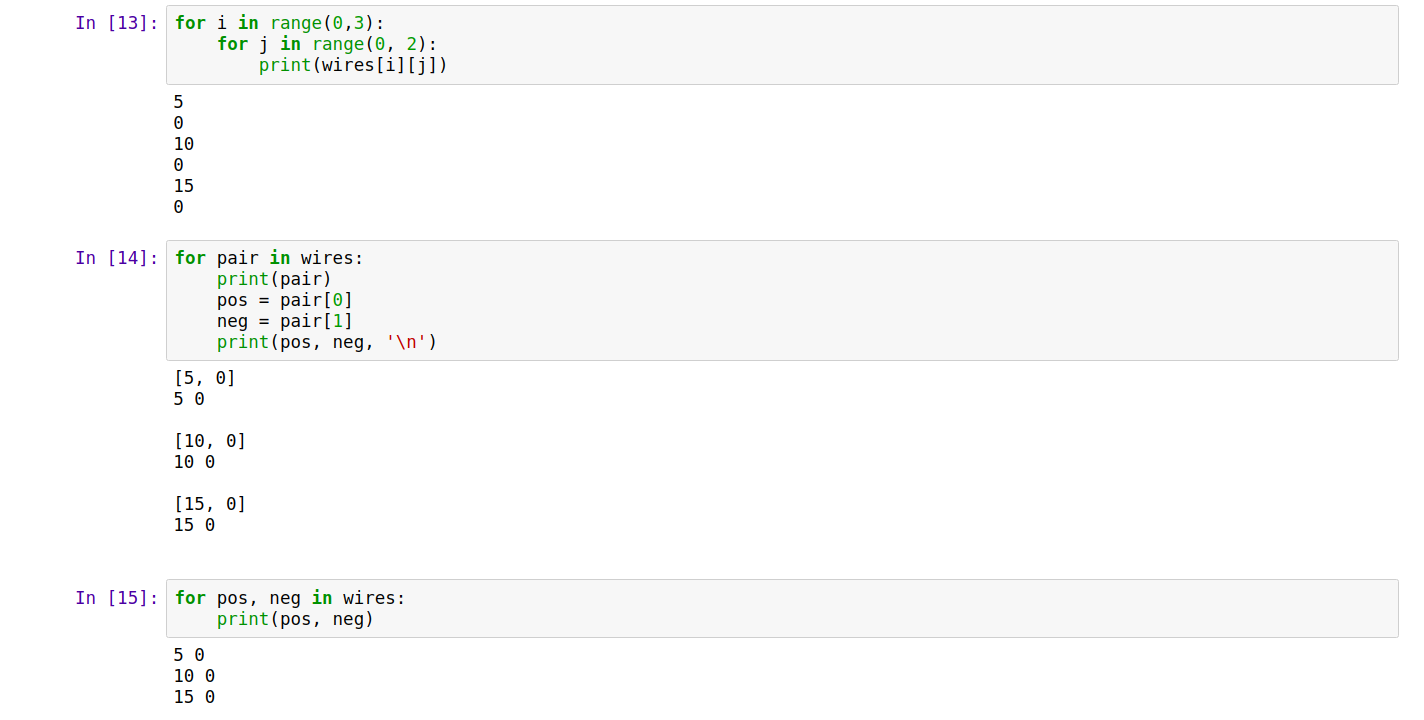 In [13]: for i in range(0,3):
    for j in range(0, 2):
        print(wires[i][j])
5
0
10
0
15
0
In [14]: for pair in wires:
    print(pair)
    pos = pair[0]
    neg = pair[1]
    print(pos, neg, '\n')
[5, 0]
5 0
[10, 0]
10 0
[15, 0]
15 0
In [15]: for pos, neg in wires:
    print(pos, neg)
5 0
10 0
15 0